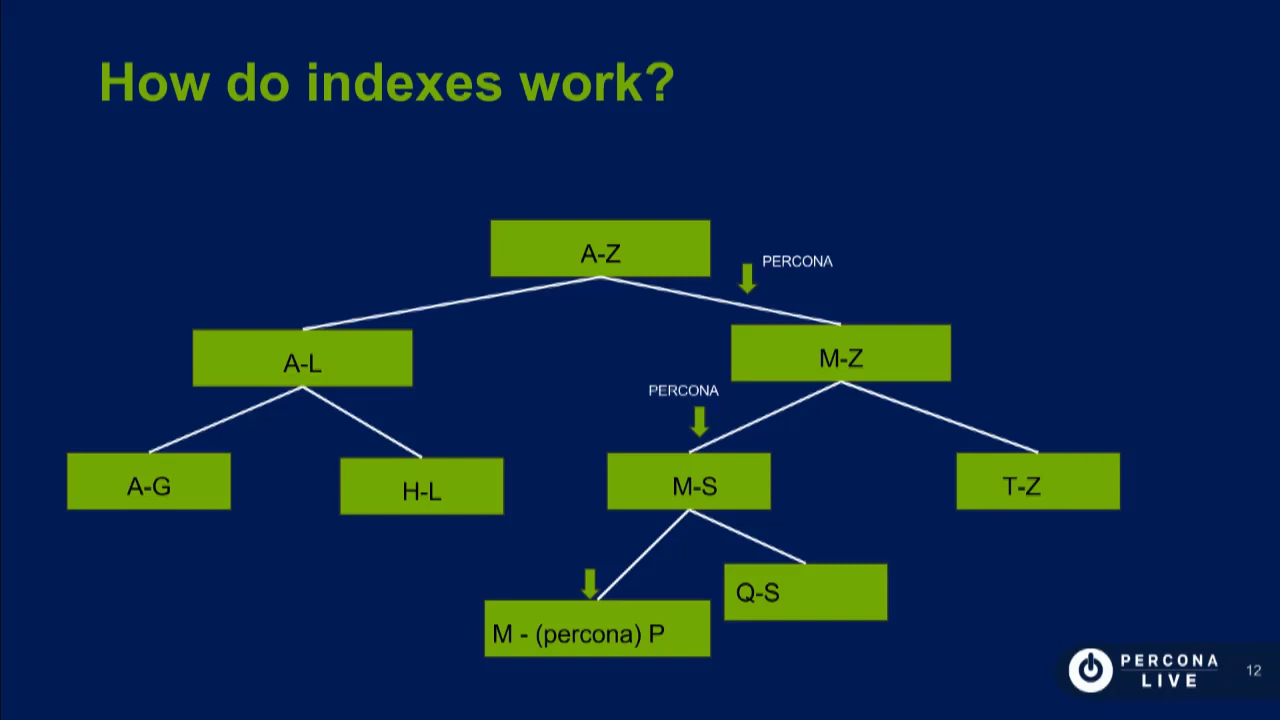 How do indexes work?
A-Z
PERCONA
A-L
M-Z
PERCONA
A-G
H-L
M-S
T-Z
Q-S
M - (percona) P
PERCONA
LIVE
12